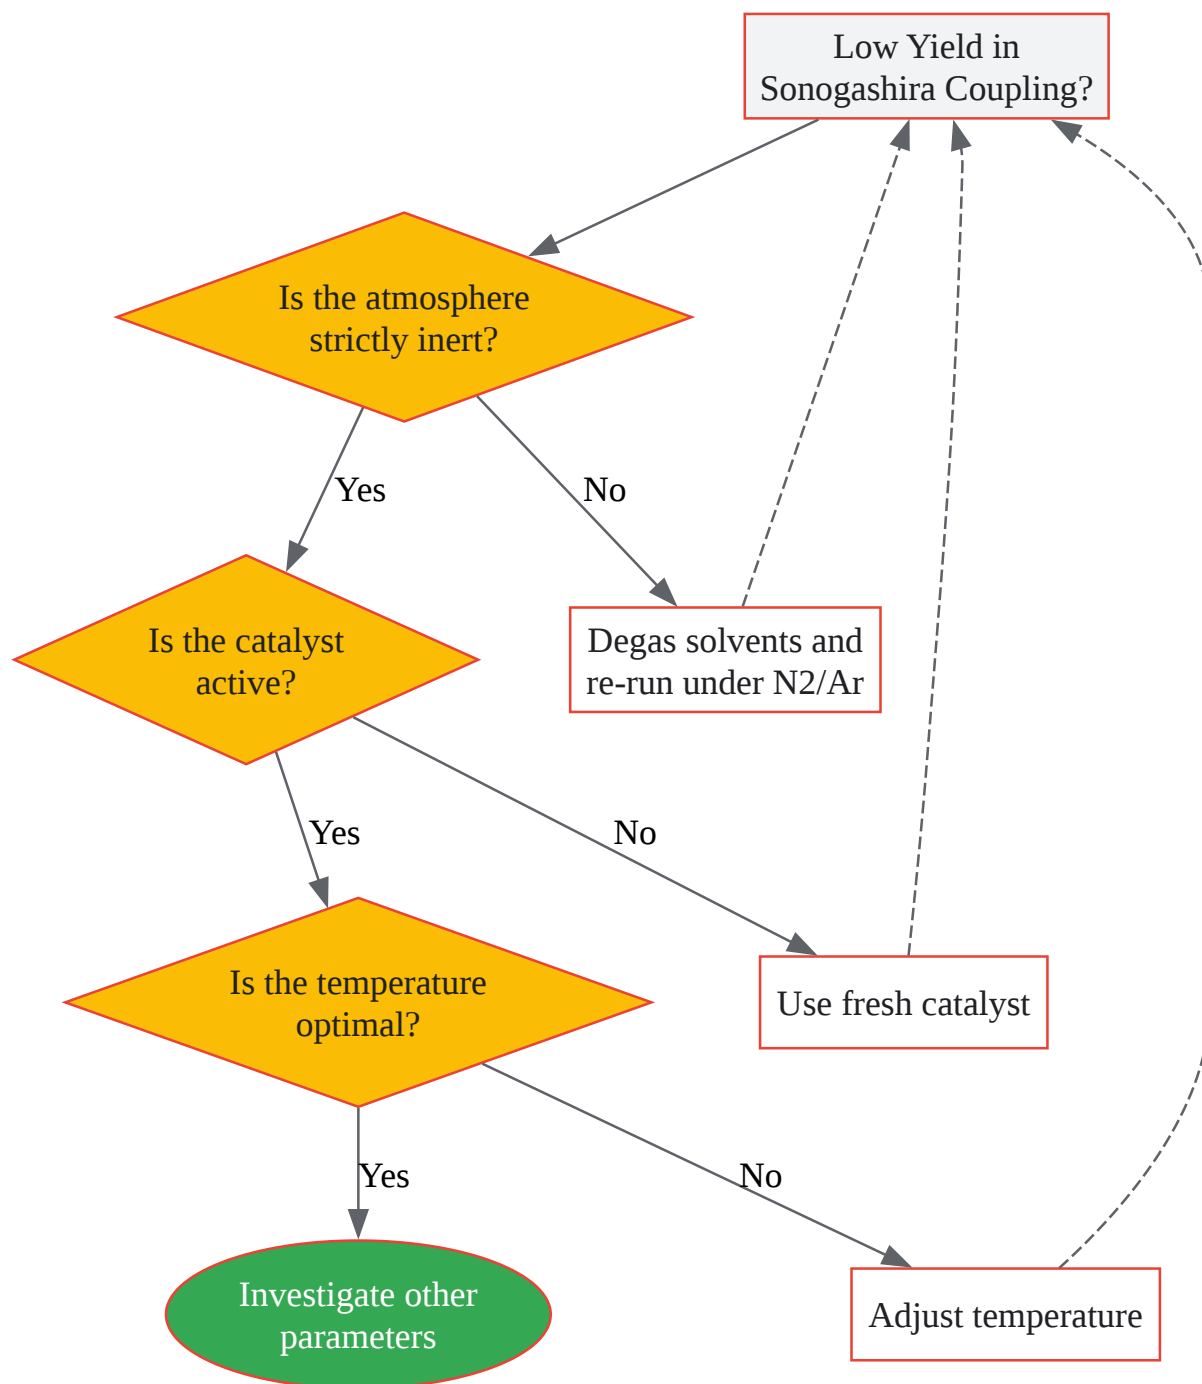 Low Yield in
Sonogashira Coupling?
Is the atmosphere
strictly inert?
Yes
No
Is the catalyst
active?
Degas solvents and
re-run under N2/Ar
Yes
No
Is the temperature
optimal?
Use fresh catalyst
Yes
No
Investigate other
parameters
Adjust temperature